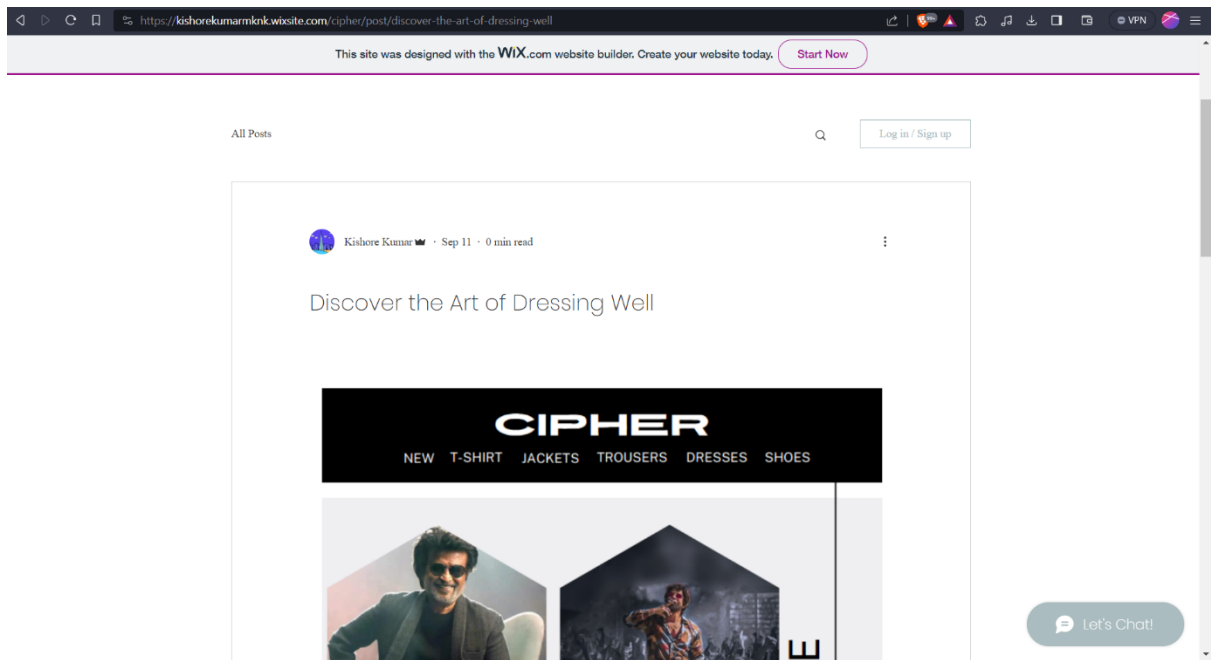 https://kishorekumarmknk.wixsite.com/cipher/post/discover-the-art-of-dressing-well
VPN
This site was designed with the WiX.com website builder. Create your website today. Start Now
All Posts
Log in / Sign up
Kishore Kumar · Sep 11 · 0 min read
Discover the Art of Dressing Well
CIPHER
NEW T-SHIRT JACKETS TROUSERS DRESSES SHOES
E
Let's Chat!